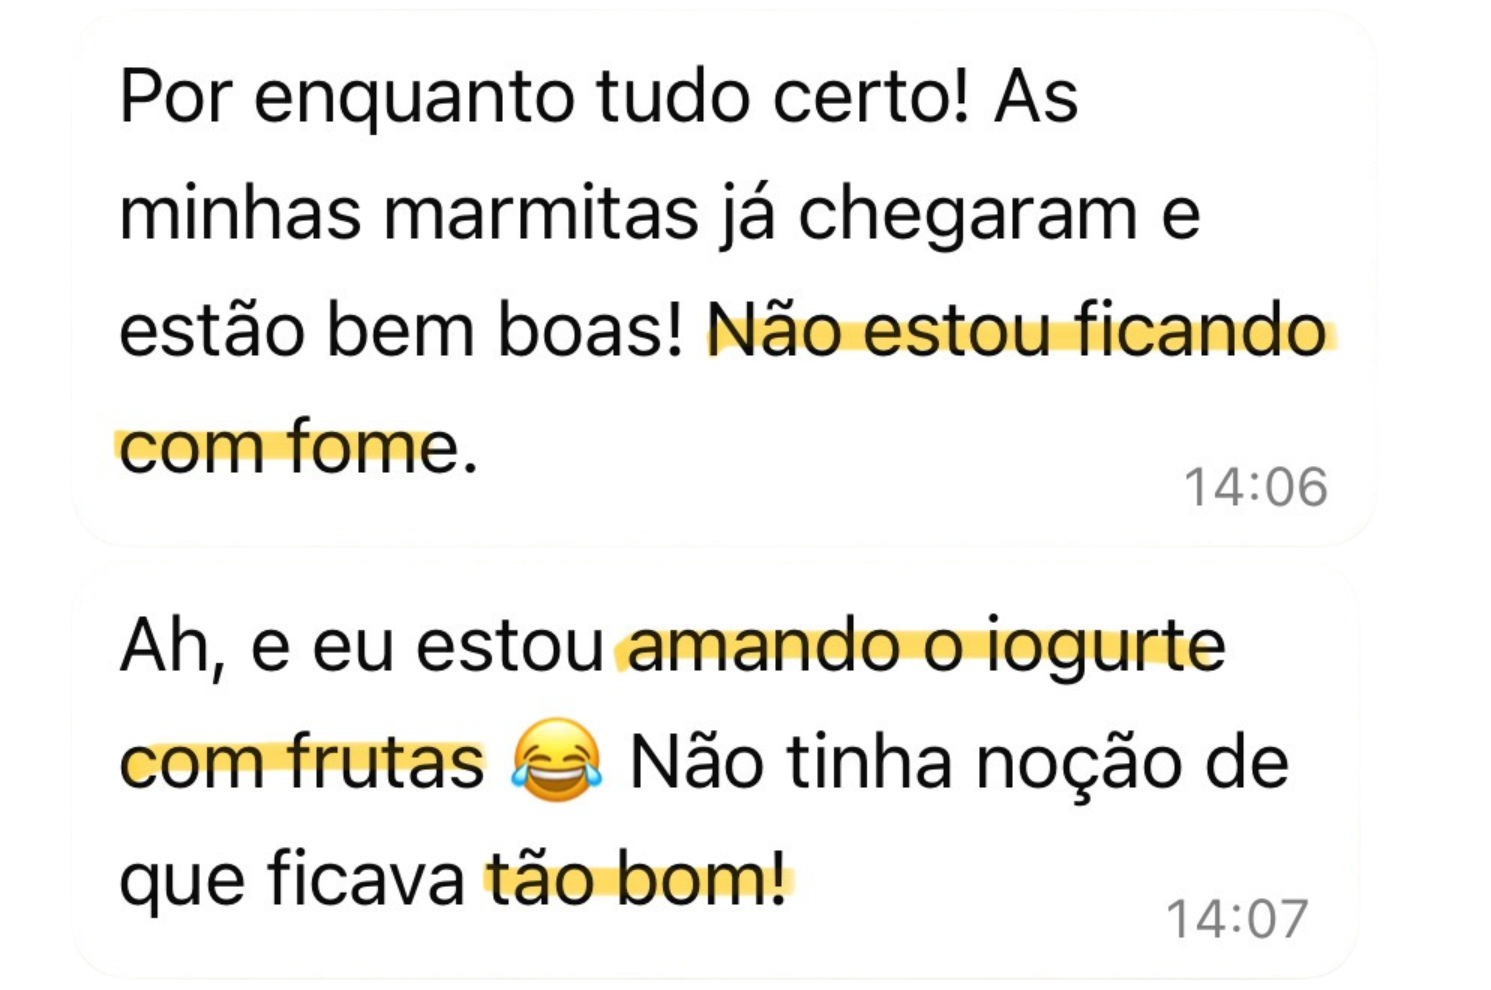 Por enquanto tudo certo! As
minhas marmitas já chegaram e
estão bem boas! Não estou ficando
com fome.
14:06
Ah, e eu estou amando o iogurte
com frutas 😂 Não tinha noção de
que ficava tão bom!
14:07